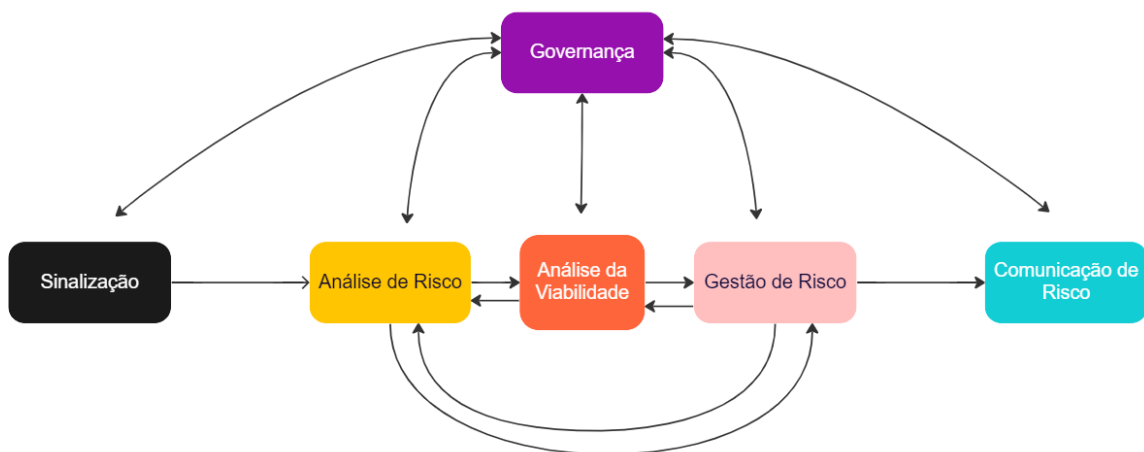 Governança
Sinalização
Análise de Risco
Análise da
Viabilidade
Gestão de Risco
Comunicação de
Risco